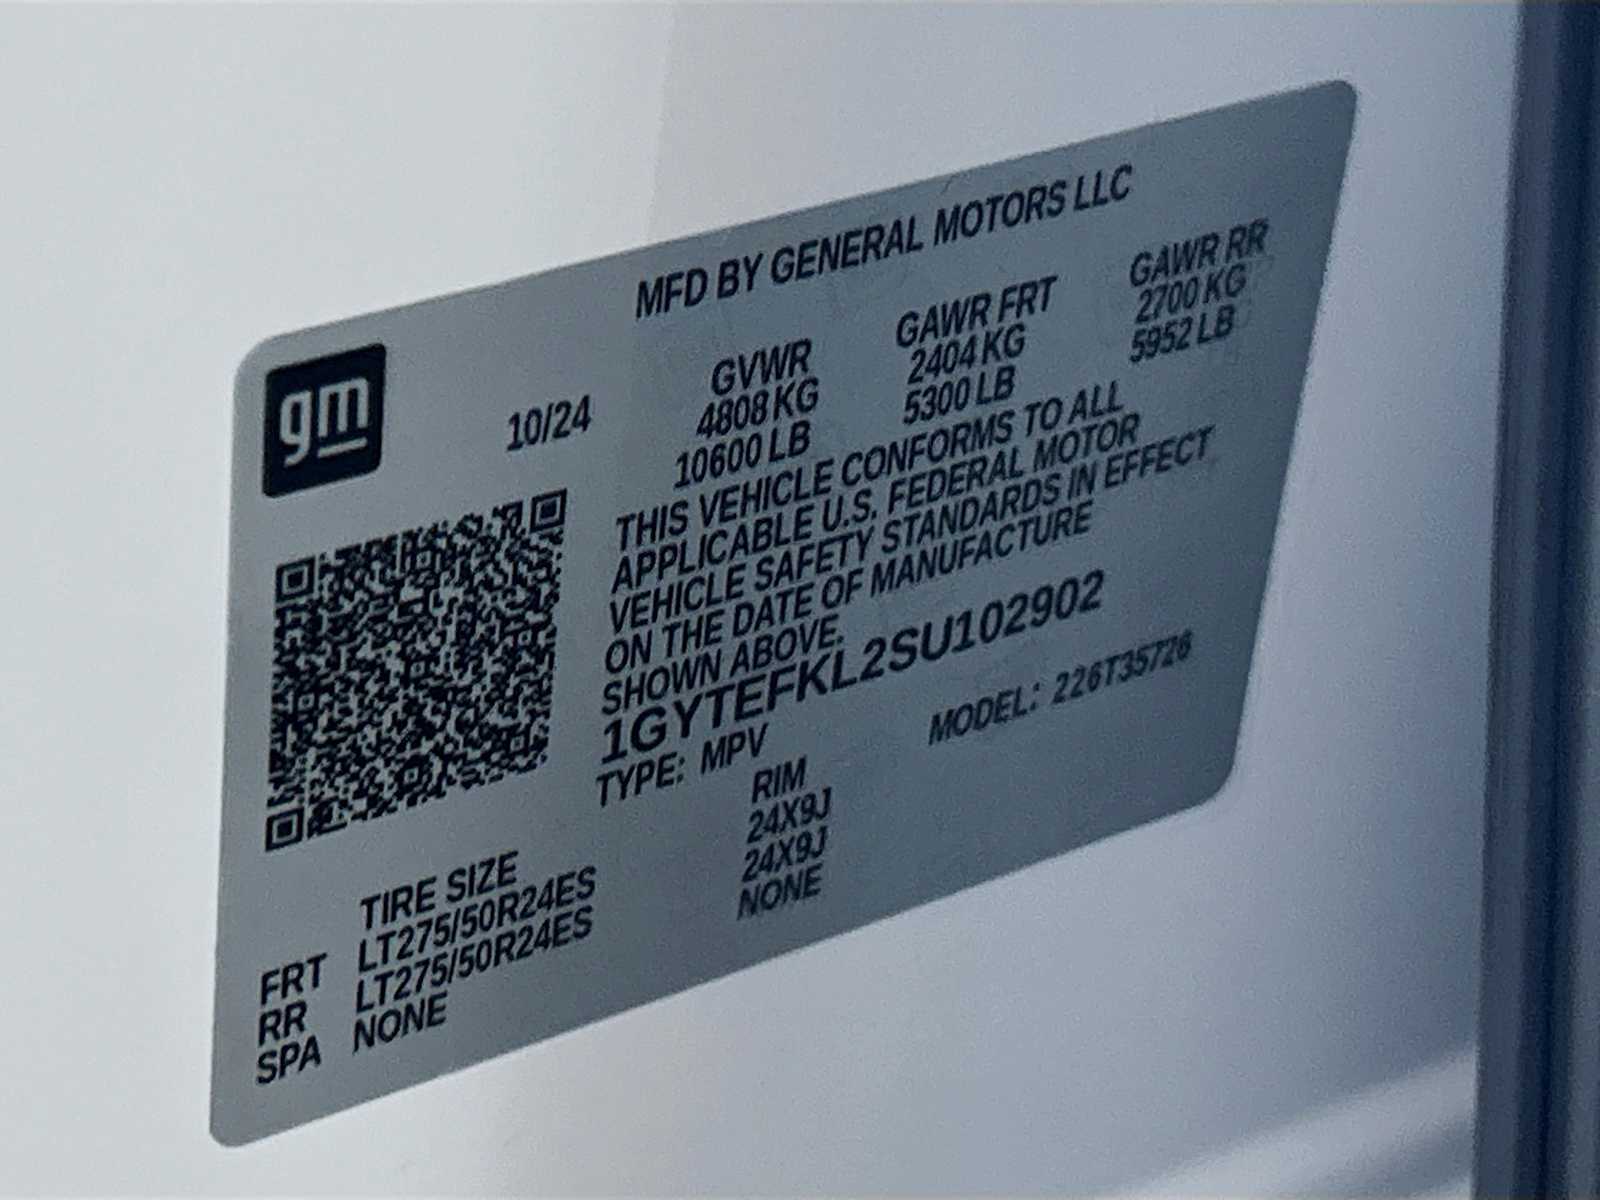 MFD BY GENERAL MOTORS LLC
gm
10/24
GVWR GAWR FRT GAWR RR
4808 KG 2404 KG 2700 KG
10600 LB 5300 LB 5952 LB
THIS VEHICLE CONFORMS TO ALL
APPLICABLE U.S. FEDERAL MOTOR
VEHICLE SAFETY STANDARDS IN EFFECT
ON THE DATE OF MANUFACTURE
SHOWN ABOVE.
1GYTEFKL2SU102902
TYPE: MPV MODEL: 226T35726
TIRE SIZE RIM
FRT LT275/50R24ES 24X9J
RR LT275/50R24ES 24X9J
SPA NONE NONE